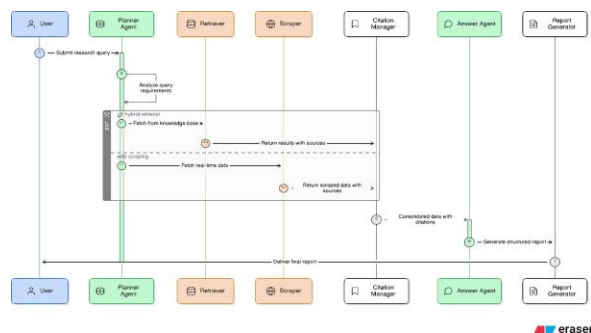 User
Planner
Agent
Retriever
Scraper
Citation
Manager
Answer Agent
Report
Generator
Submit research query
Analyze query
requirements
par
hybrid retrieval
Fetch from knowledge base
Return results with sources
scraping
Fetch real-time data
Return scraped data with
sources
Consolidated data with
citations
Generate structured report
Deliver final report
User
Planner
Agent
Retriever
Scraper
Citation
Manager
Answer Agent
Report
Generator
eraser